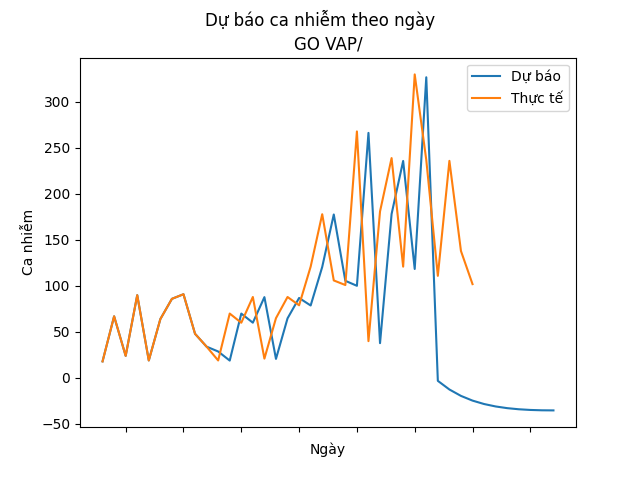 Dự báo ca nhiễm theo ngày
GO VAP/
Dự báo
Thực tế
300
250
200
150
100
50
0
−50
Ca nhiễm
Ngày